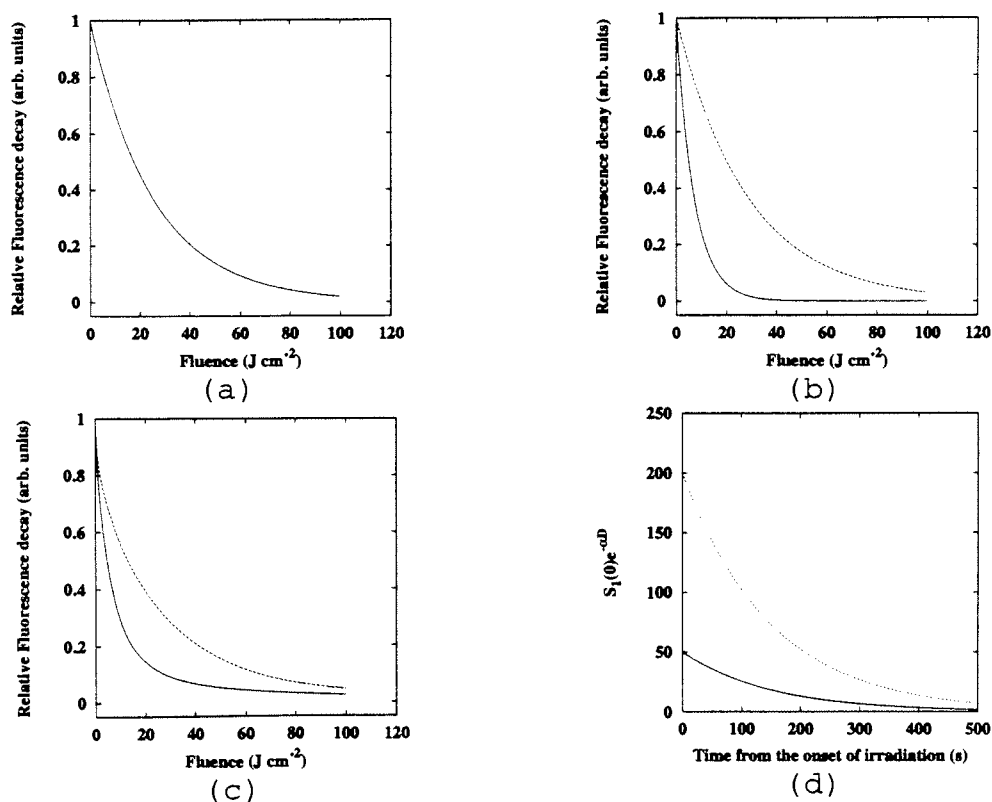 Relative Fluorescence decay (arb. units)
1
0.8
0.6
0.4
0.2
0
0 20 40 60 80 100 120
Fluence (J cm⁻²)
(a)
Relative Fluorescence decay (arb. units)
1
0.8
0.6
0.4
0.2
0
0 20 40 60 80 100 120
Fluence (J cm⁻²)
(b)
Relative Fluorescence decay (arb. units)
1
0.8
0.6
0.4
0.2
0
0 20 40 60 80 100 120
Fluence (J cm⁻²)
(c)
S₁(0)e⁻ᵅᴰ
250
200
150
100
50
0
0 100 200 300 400 500
Time from the onset of irradiation (s)
(d)